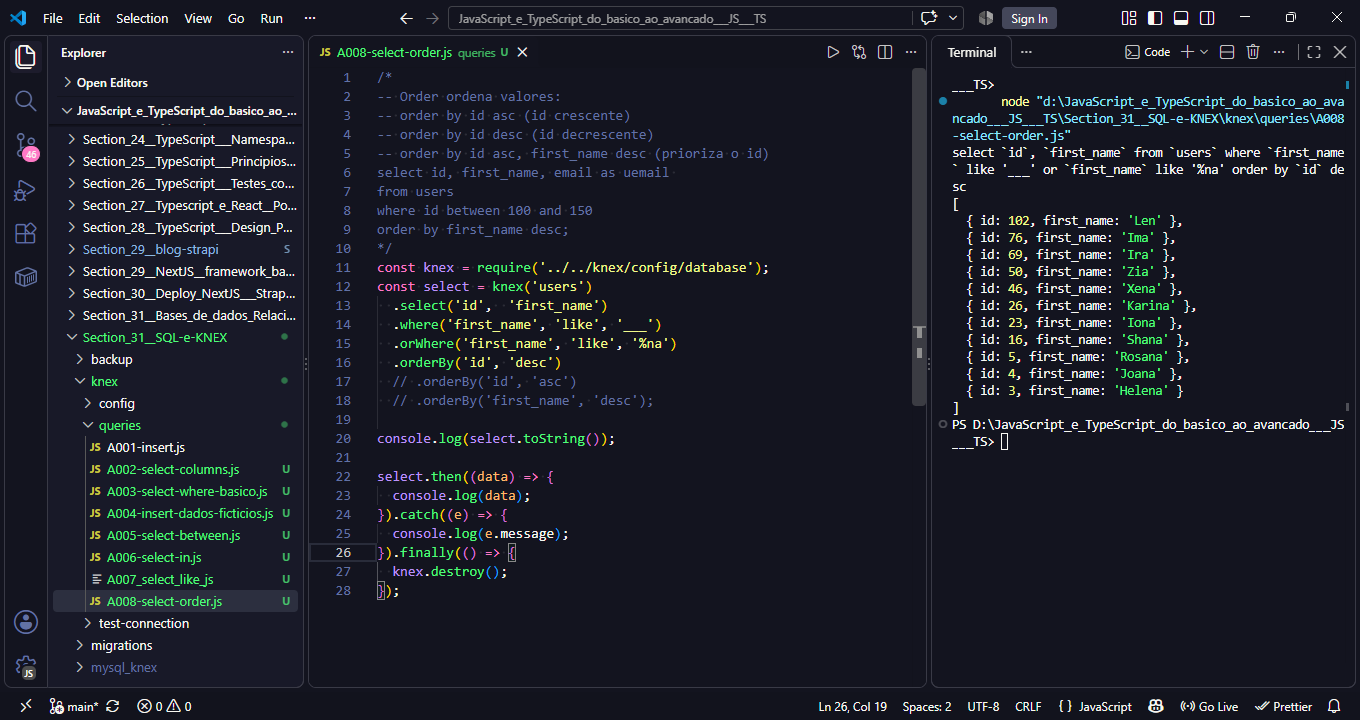 File Edit Selection View Go Run ···
JavaScript_e_TypeScript_do_basico_ao_avancado___JS___TS
Sign In
Explorer
Open Editors
JavaScript_e_TypeScript_do_basico_ao_...
Section_24__TypeScript___Namespa...
Section_25__TypeScript___Principios...
Section_26__TypeScript___Testes_co...
Section_27__Typescript_e_React__Po...
Section_28__TypeScript___Design_P...
Section_29__blog-strapi S
Section_29__NextJS__framework_ba...
Section_30__Deploy_NextJS___Strap...
Section_31__Bases_de_dados_Relaci...
Section_31__SQL-e-KNEX
backup
knex
config
queries
JS A001-insert.js
JS A002-select-columns.js U
JS A003-select-where-basico.js U
JS A004-insert-dados-ficticios.js U
JS A005-select-between.js U
JS A006-select-in.js U
A007_select_like_js U
JS A008-select-order.js U
test-connection
migrations
mysql_knex
46
JS
JS A008-select-order.js queries U
1 /*
2 -- Order ordena valores:
3 -- order by id asc (id crescente)
4 -- order by id desc (id decrescente)
5 -- order by id asc, first_name desc (prioriza o id)
6 select id, first_name, email as uemail
7 from users
8 where id between 100 and 150
9 order by first_name desc;
10 */
11 const knex = require('../../knex/config/database');
12 const select = knex('users')
13 .select('id', 'first_name')
14 .where('first_name', 'like', '___')
15 .orWhere('first_name', 'like', '%na')
16 .orderBy('id', 'desc')
17 // .orderBy('id', 'asc')
18 // .orderBy('first_name', 'desc');
19
20 console.log(select.toString());
21
22 select.then((data) => {
23 console.log(data);
24 }).catch((e) => {
25 console.log(e.message);
26 }).finally(() => {
27 knex.destroy();
28 });
Terminal ··· Code
___TS>
node "d:\JavaScript_e_TypeScript_do_basico_ao_ava
ncado___JS___TS\Section_31__SQL-e-KNEX\knex\queries\A008
-select-order.js"
select `id`, `first_name` from `users` where `first_name
` like '___' or `first_name` like '%na' order by `id` de
sc
[
{ id: 102, first_name: 'Len' },
{ id: 76, first_name: 'Ima' },
{ id: 69, first_name: 'Ira' },
{ id: 50, first_name: 'Zia' },
{ id: 46, first_name: 'Xena' },
{ id: 26, first_name: 'Karina' },
{ id: 23, first_name: 'Iona' },
{ id: 16, first_name: 'Shana' },
{ id: 5, first_name: 'Rosana' },
{ id: 4, first_name: 'Joana' },
{ id: 3, first_name: 'Helena' }
]
PS D:\JavaScript_e_TypeScript_do_basico_ao_avancado___JS
___TS>
main* 0 0 Ln 26, Col 19 Spaces: 2 UTF-8 CRLF { } JavaScript Go Live Prettier